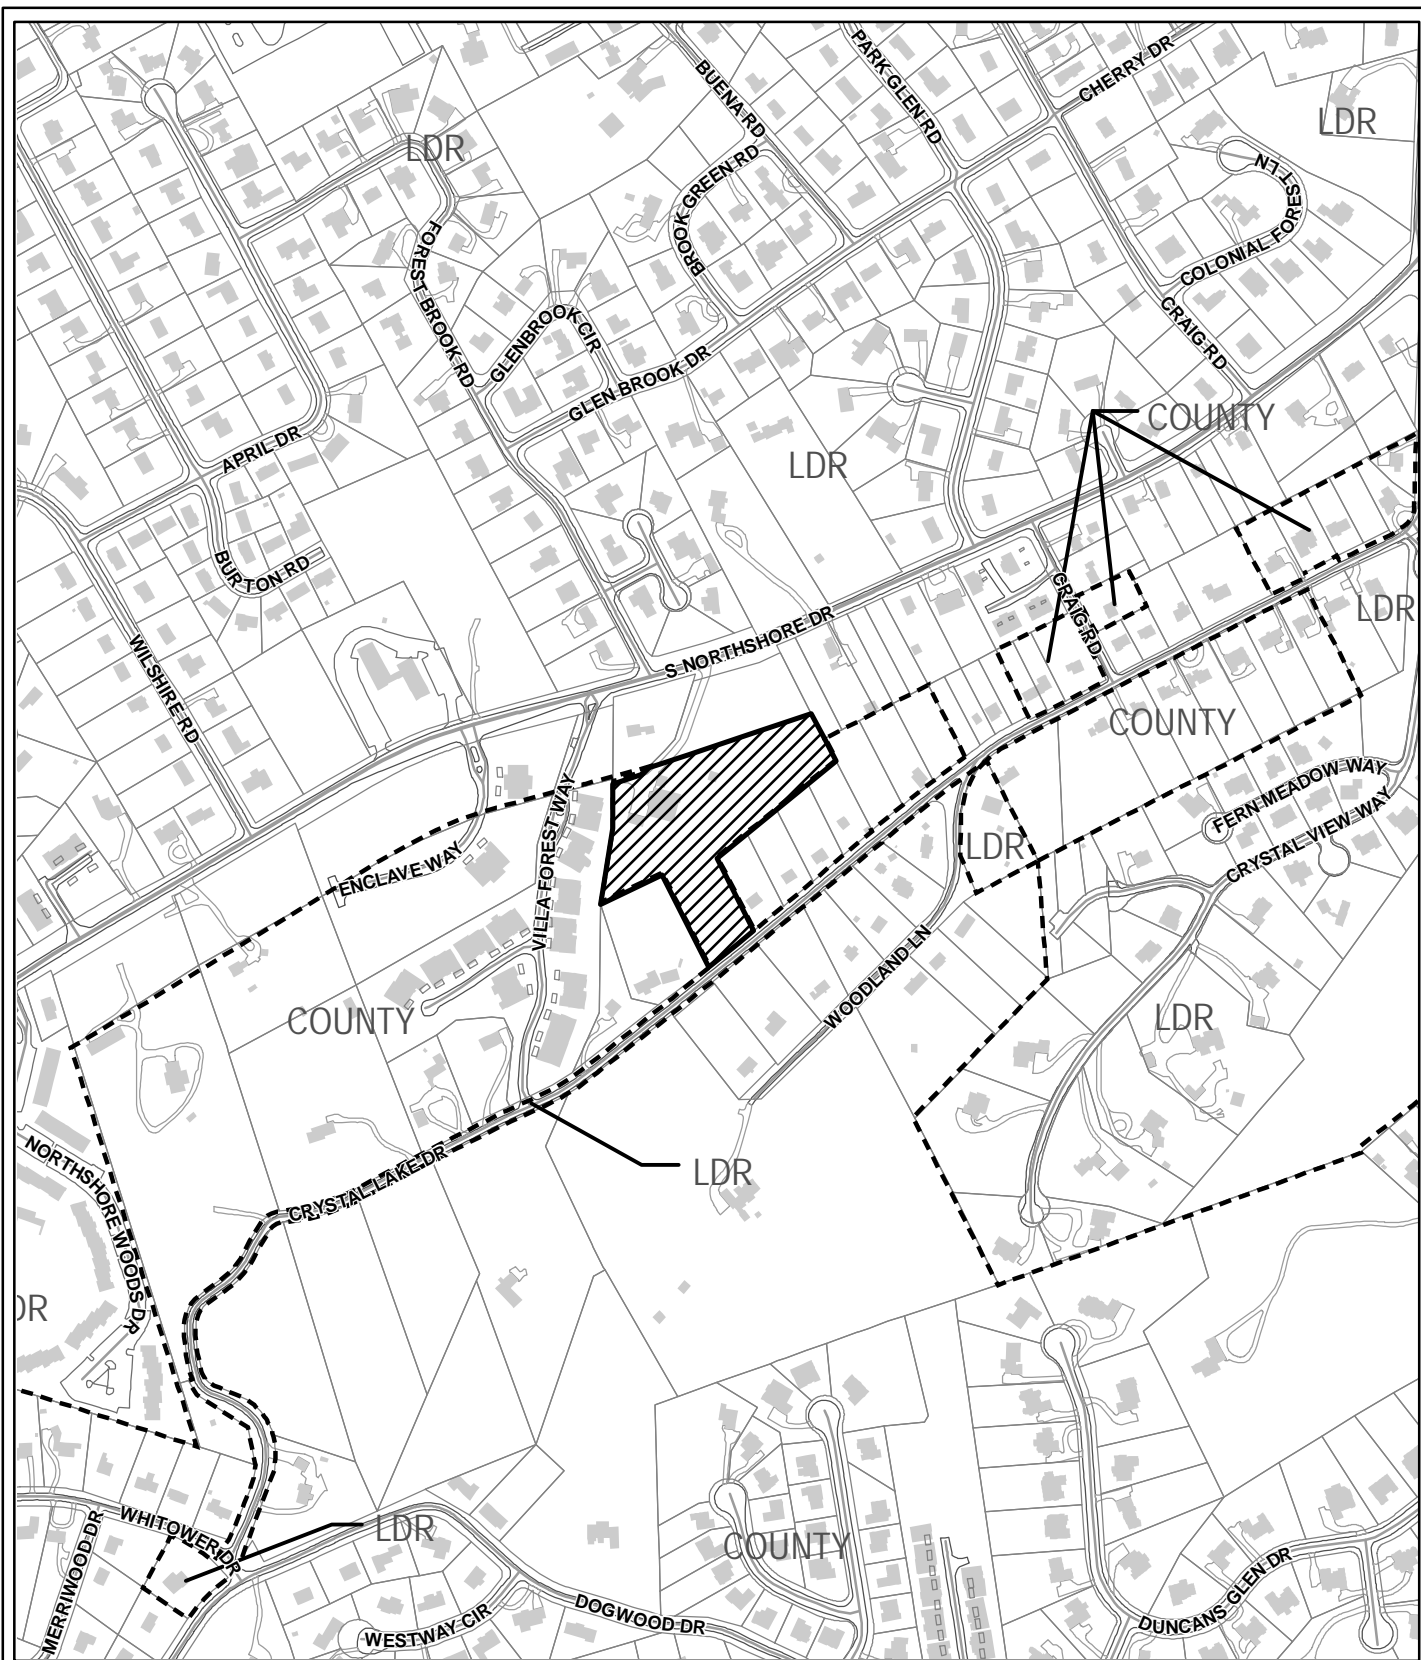 PARK GLEN RD
CHERRY DR
BUENA RD
LDR
LDR
BROOK GREEN RD
COLONIAL FOREST LN
FOREST BROOK RD
GLENBROOK CIR
CRAIG RD
GLEN BROOK DR
COUNTY
APRIL DR
LDR
BURTON RD
CRAIG RD
LDR
S NORTHSHORE DR
WILSHIRE RD
COUNTY
FERN MEADOW WAY
CRYSTAL VIEW WAY
VILLA FOREST WAY
LDR
ENCLAVE WAY
WOODLAND LN
COUNTY
LDR
LDR
CRYSTAL LAKE DR
NORTHSHORE WOODS DR
DR
LDR
WHITOWER DR
COUNTY
MERRIWOOD DR
WESTWAY CIR
DOGWOOD DR
DUNCANS GLEN DR